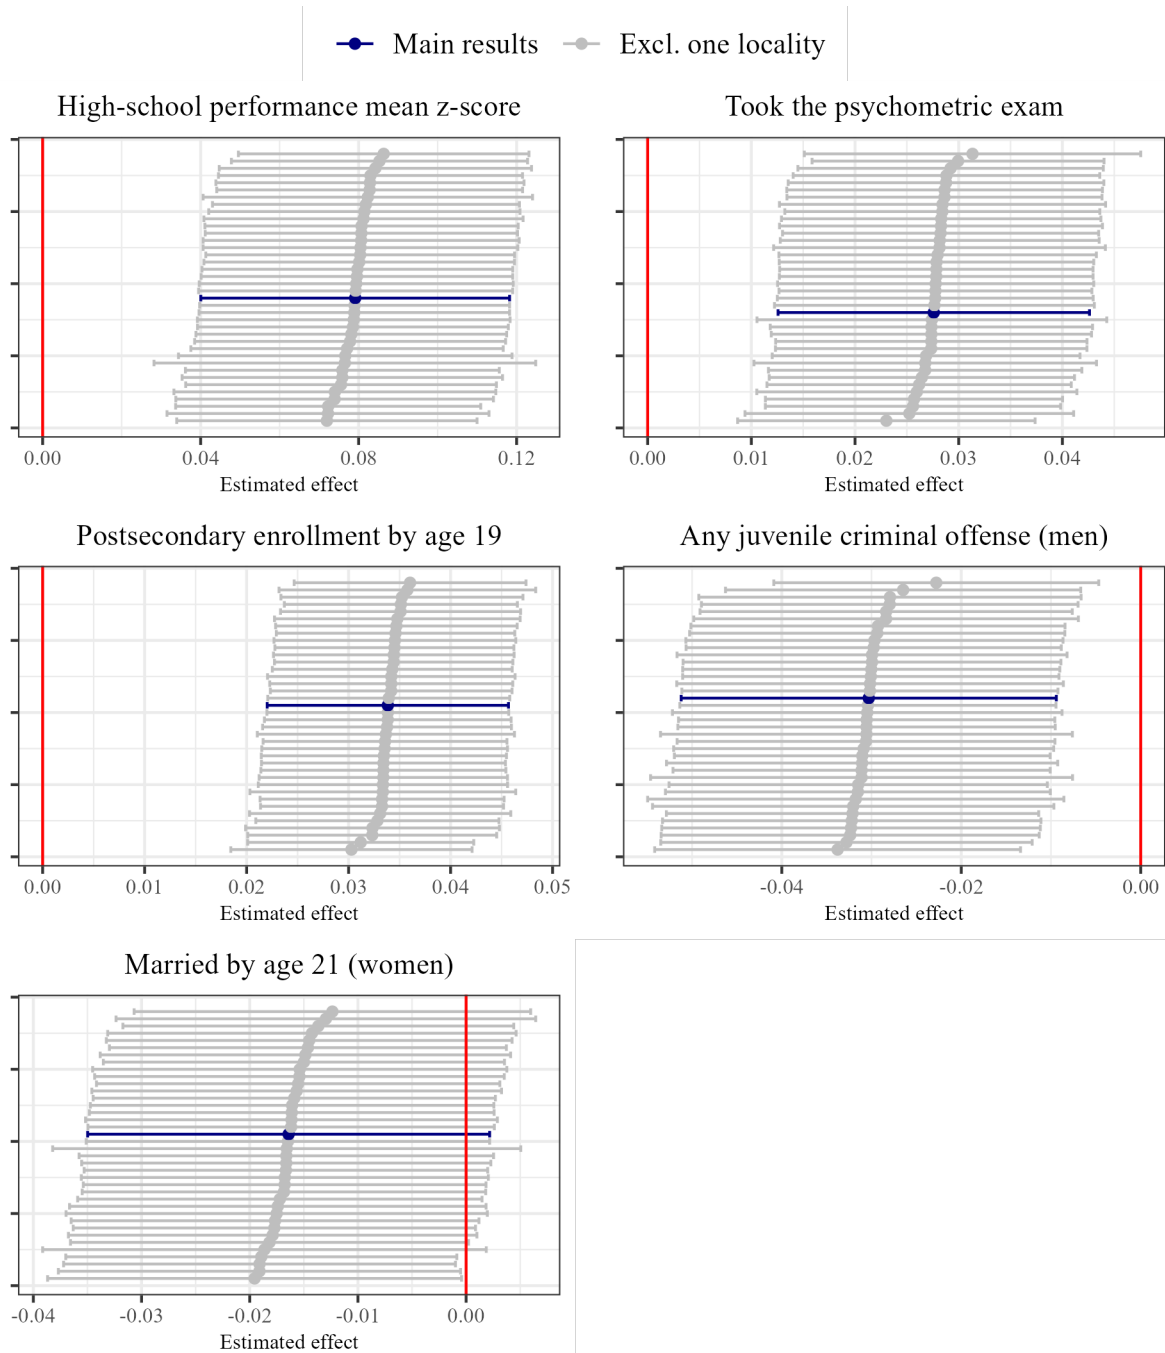 Main results Excl. one locality
High-school performance mean z-score
0.00 0.04 0.08 0.12
Estimated effect
Took the psychometric exam
0.00 0.01 0.02 0.03 0.04
Estimated effect
Postsecondary enrollment by age 19
0.00 0.01 0.02 0.03 0.04 0.05
Estimated effect
Any juvenile criminal offense (men)
-0.04 -0.02 0.00
Estimated effect
Married by age 21 (women)
-0.04 -0.03 -0.02 -0.01 0.00
Estimated effect